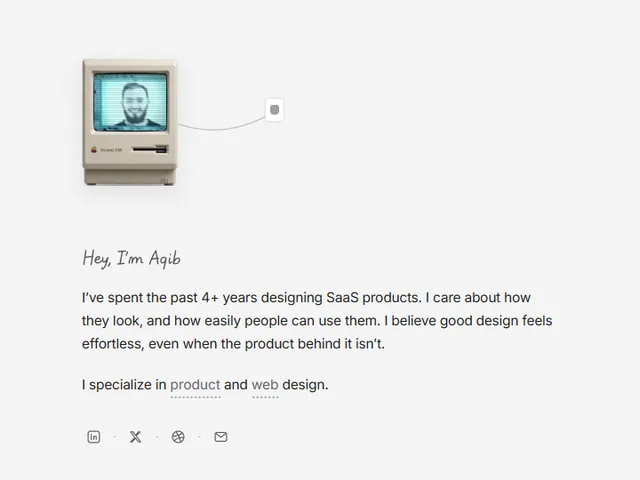 Hey, I'm Aqib
I've spent the past 4+ years designing SaaS products. I care about how
they look, and how easily people can use them. I believe good design feels
effortless, even when the product behind it isn't.
I specialize in product and web design.
in